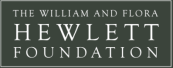 THE WILLIAM AND FLORA
HEWLETT
FOUNDATION